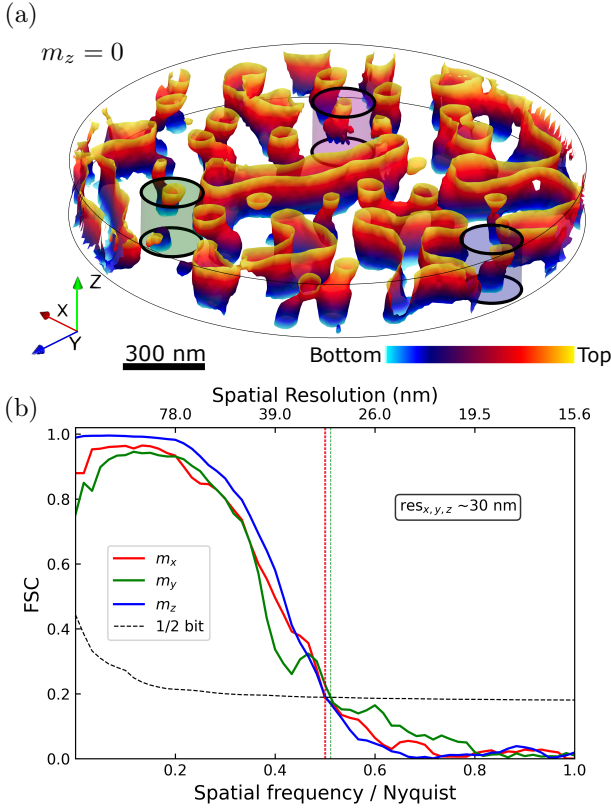 (a)
m_z = 0
Z
X
Y
300 nm
Bottom Top
(b)
Spatial Resolution (nm)
78.0 39.0 26.0 19.5 15.6
1.0
0.8
0.6
0.4
0.2
0.0
FSC
res_{x, y, z} ~30 nm
m_x
m_y
m_z
1/2 bit
0.2 0.4 0.6 0.8 1.0
Spatial frequency / Nyquist